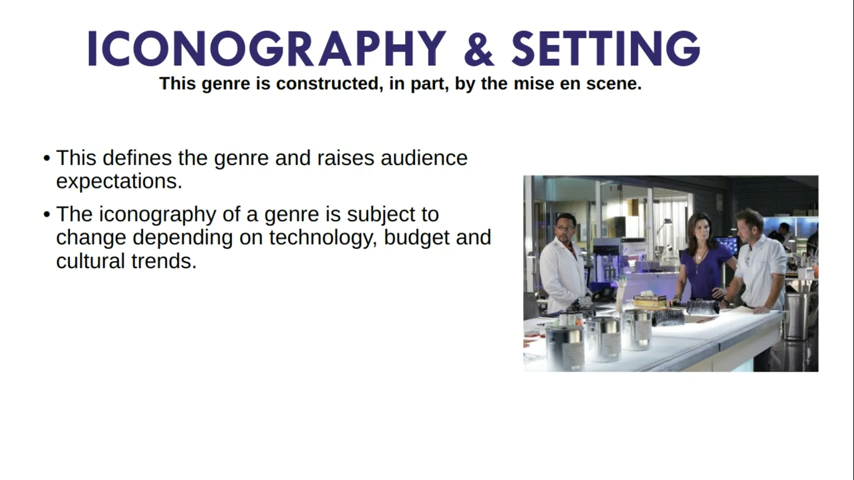 ICONOGRAPHY & SETTING
This genre is constructed, in part, by the mise en scene.
• This defines the genre and raises audience
expectations.
• The iconography of a genre is subject to
change depending on technology, budget and
cultural trends.